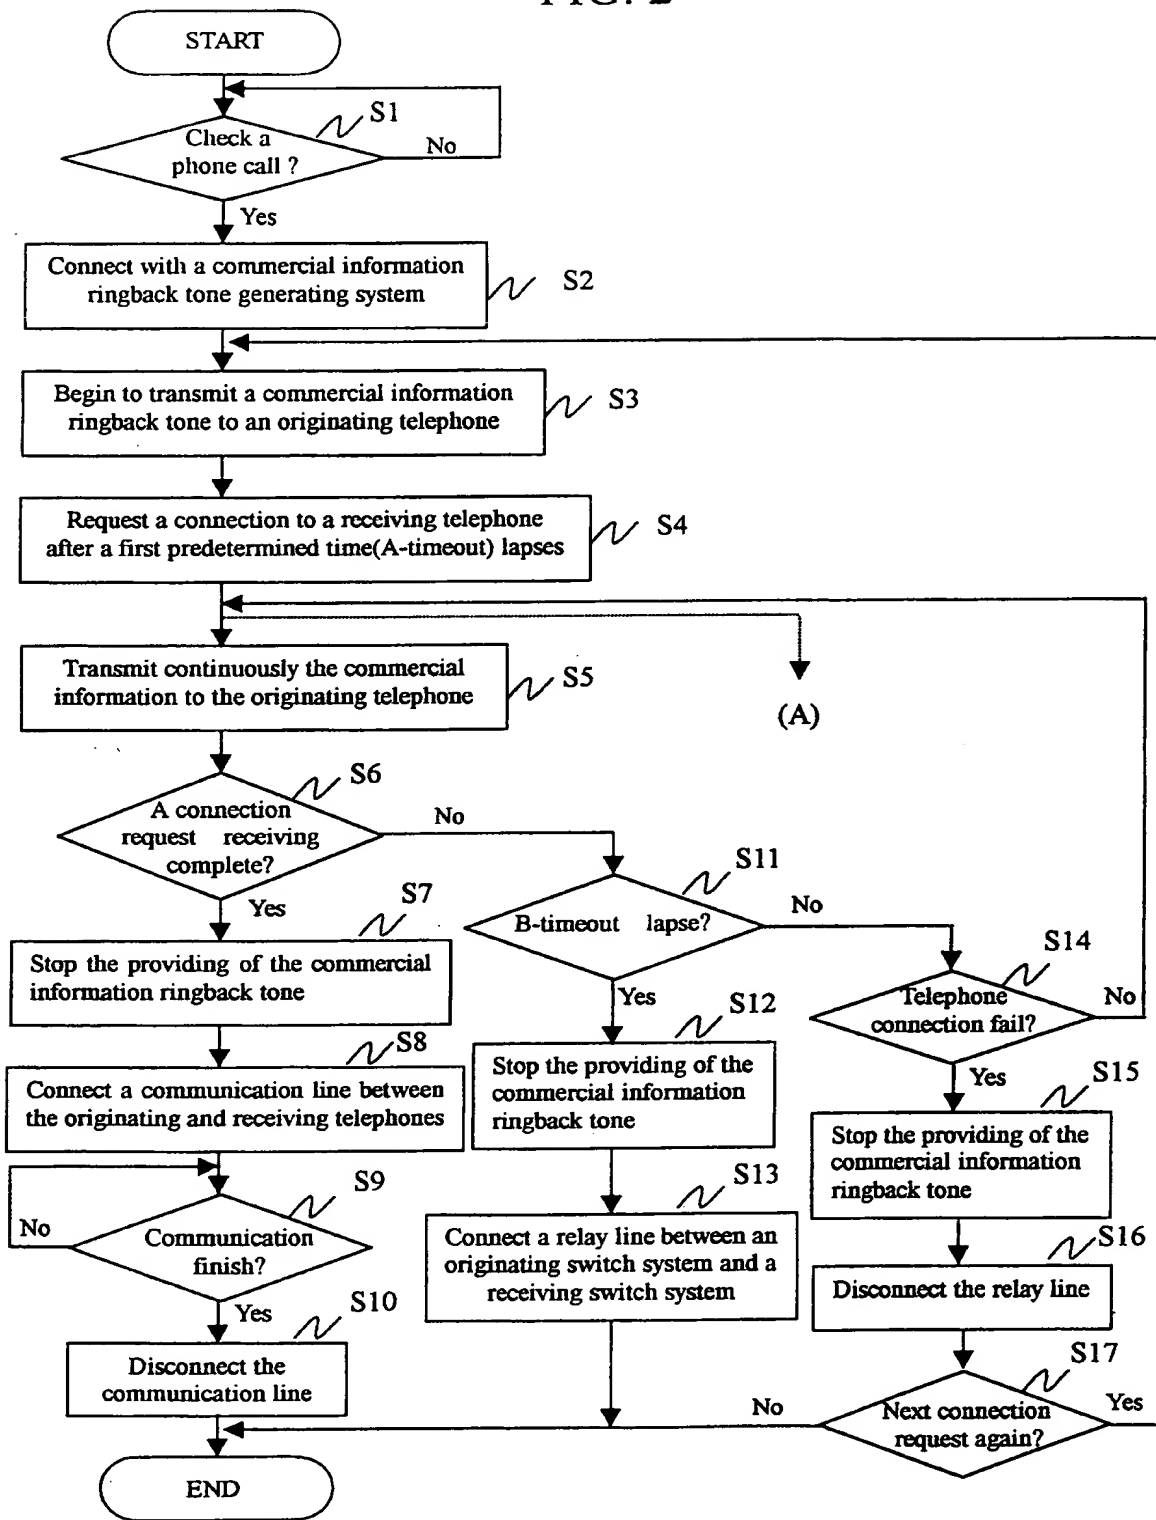 FIG. 2
START
S1
Check a
phone call ?
No
Yes
Connect with a commercial information
ringback tone generating system
S2
Begin to transmit a commercial information
ringback tone to an originating telephone
S3
Request a connection to a receiving telephone
after a first predetermined time(A-timeout) lapses
S4
Transmit continuously the commercial
information to the originating telephone
S5
(A)
S6
A connection
request receiving
complete?
No
Yes
S7
Stop the providing of the commercial
information ringback tone
S8
Connect a communication line between
the originating and receiving telephones
S9
Communication
finish?
No
Yes
S10
Disconnect the
communication line
END
S11
B-timeout lapse?
No
Yes
S12
Stop the providing of the
commercial information
ringback tone
S13
Connect a relay line between an
originating switch system and a
receiving switch system
S14
Telephone
connection fail?
No
Yes
S15
Stop the providing of the
commercial information
ringback tone
S16
Disconnect the relay line
S17
Next connection
request again?
No
Yes